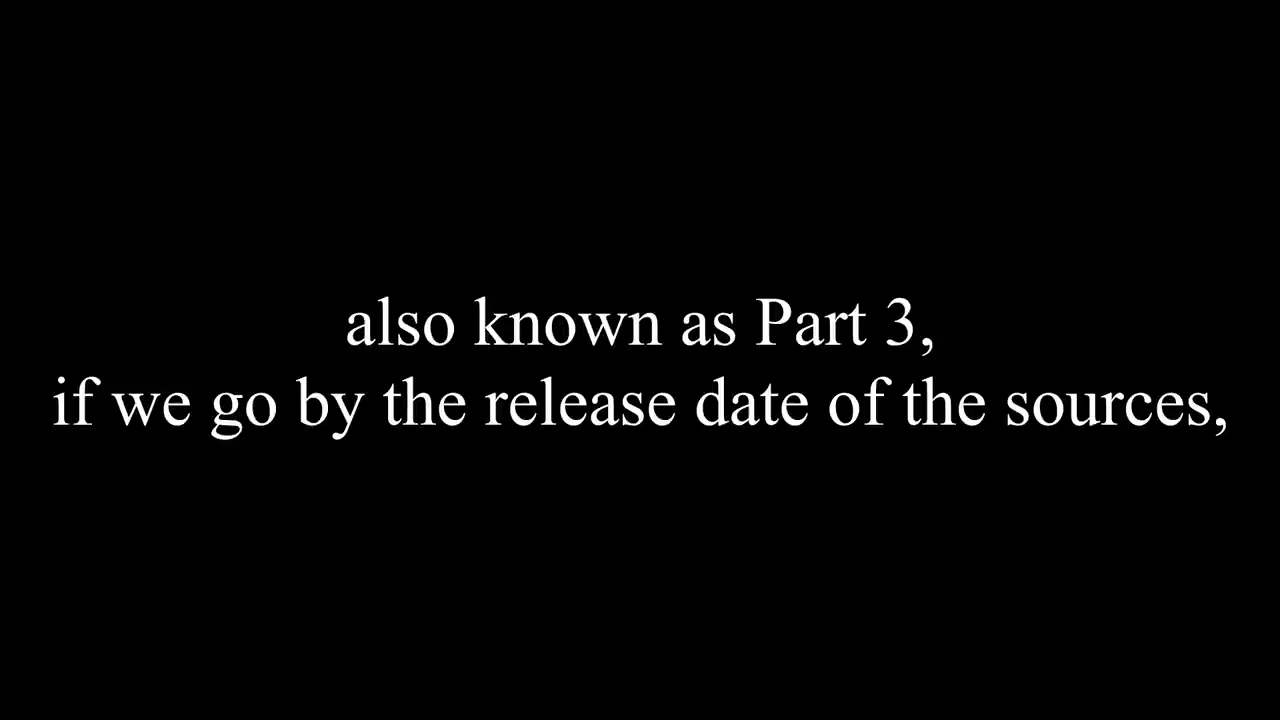 also known as Part 3,
if we go by the release date of the sources,